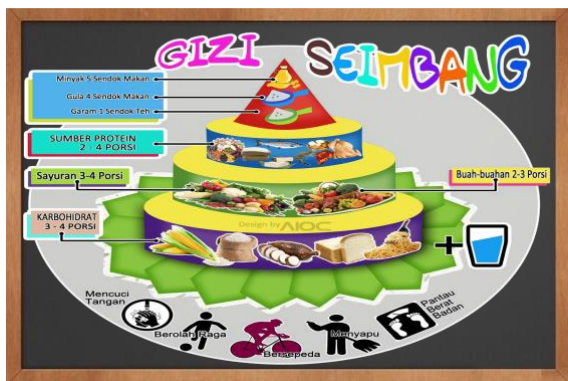 GIZI SEIMBANG
Minyak 5 Sendok Makan
Gula 4 Sendok Makan
Garam 1 Sendok Teh
SUMBER PROTEIN
2 - 4 PORSI
Sayuran 3-4 Porsi
Buah-buahan 2-3 Porsi
KARBOHIDRAT
3 - 4 PORSI
Design by AIOC
+
Mencuci
Tangan
Berolah Raga
Bersepeda
Menyapu
Pantau
Berat
Badan